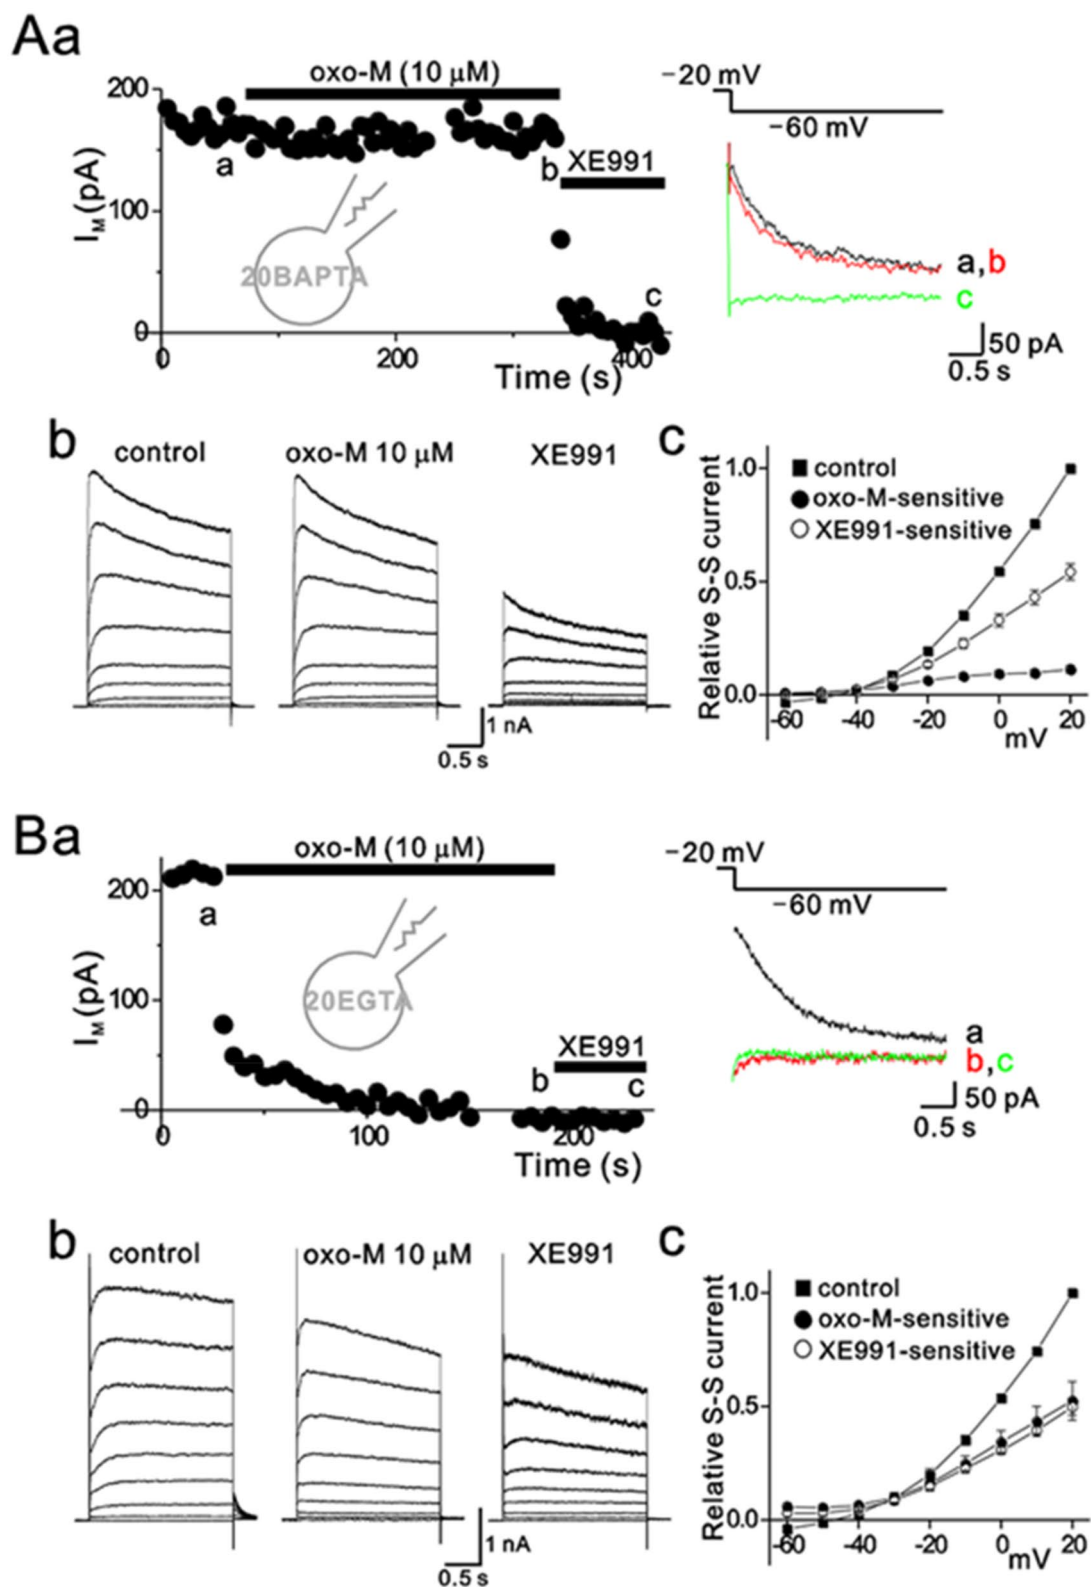 Aa
oxo-M (10 μM)
200
100
0
I_M (pA)
a
b
XE991
c
20BAPTA
0
200
400
Time (s)
−20 mV
−60 mV
a,b
c
50 pA
0.5 s
b
control
oxo-M 10 μM
XE991
1 nA
0.5 s
c
Relative S-S current
1.0
0.5
0.0
control
oxo-M-sensitive
XE991-sensitive
-60
-40
-20
0
20
mV
Ba
oxo-M (10 μM)
200
100
0
I_M (pA)
a
20EGTA
XE991
b
c
0
100
200
Time (s)
−20 mV
−60 mV
a
b,c
50 pA
0.5 s
b
control
oxo-M 10 μM
XE991
1 nA
0.5 s
c
Relative S-S current
1.0
0.5
0.0
control
oxo-M-sensitive
XE991-sensitive
-60
-40
-20
0
20
mV